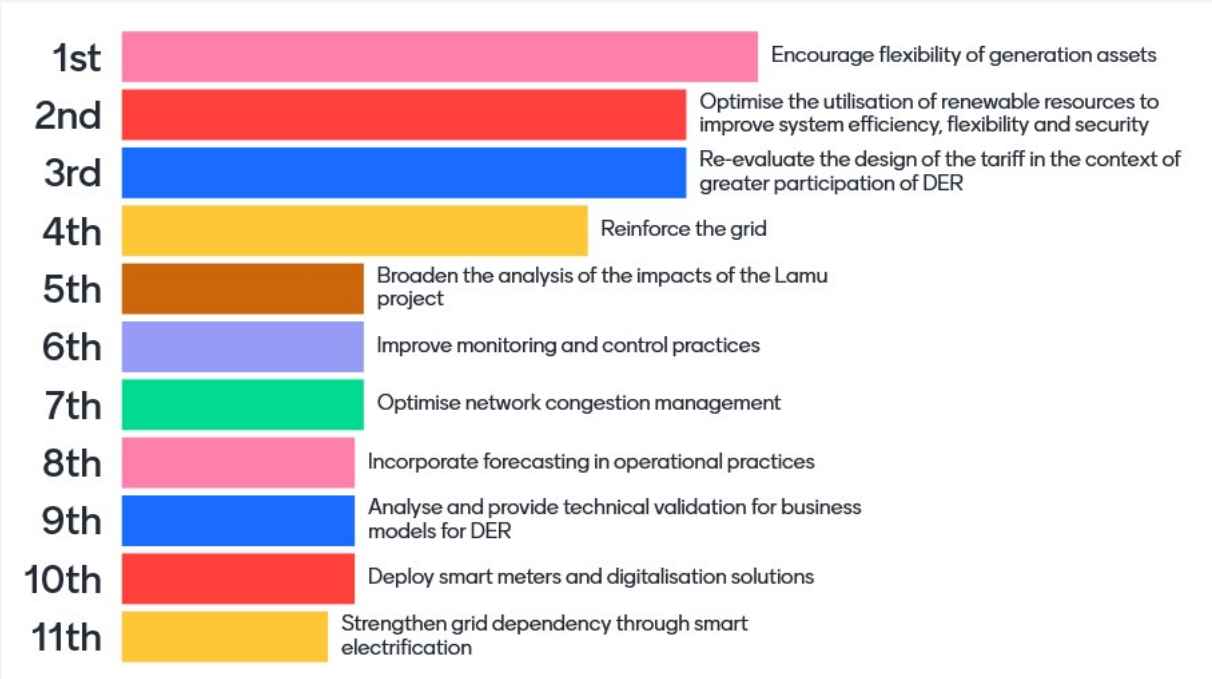 1st
Encourage flexibility of generation assets
2nd
Optimise the utilisation of renewable resources to
improve system efficiency, flexibility and security
3rd
Re-evaluate the design of the tariff in the context of
greater participation of DER
4th
Reinforce the grid
5th
Broaden the analysis of the impacts of the Lamu
project
6th
Improve monitoring and control practices
7th
Optimise network congestion management
8th
Incorporate forecasting in operational practices
9th
Analyse and provide technical validation for business
models for DER
10th
Deploy smart meters and digitalisation solutions
11th
Strengthen grid dependency through smart
electrification